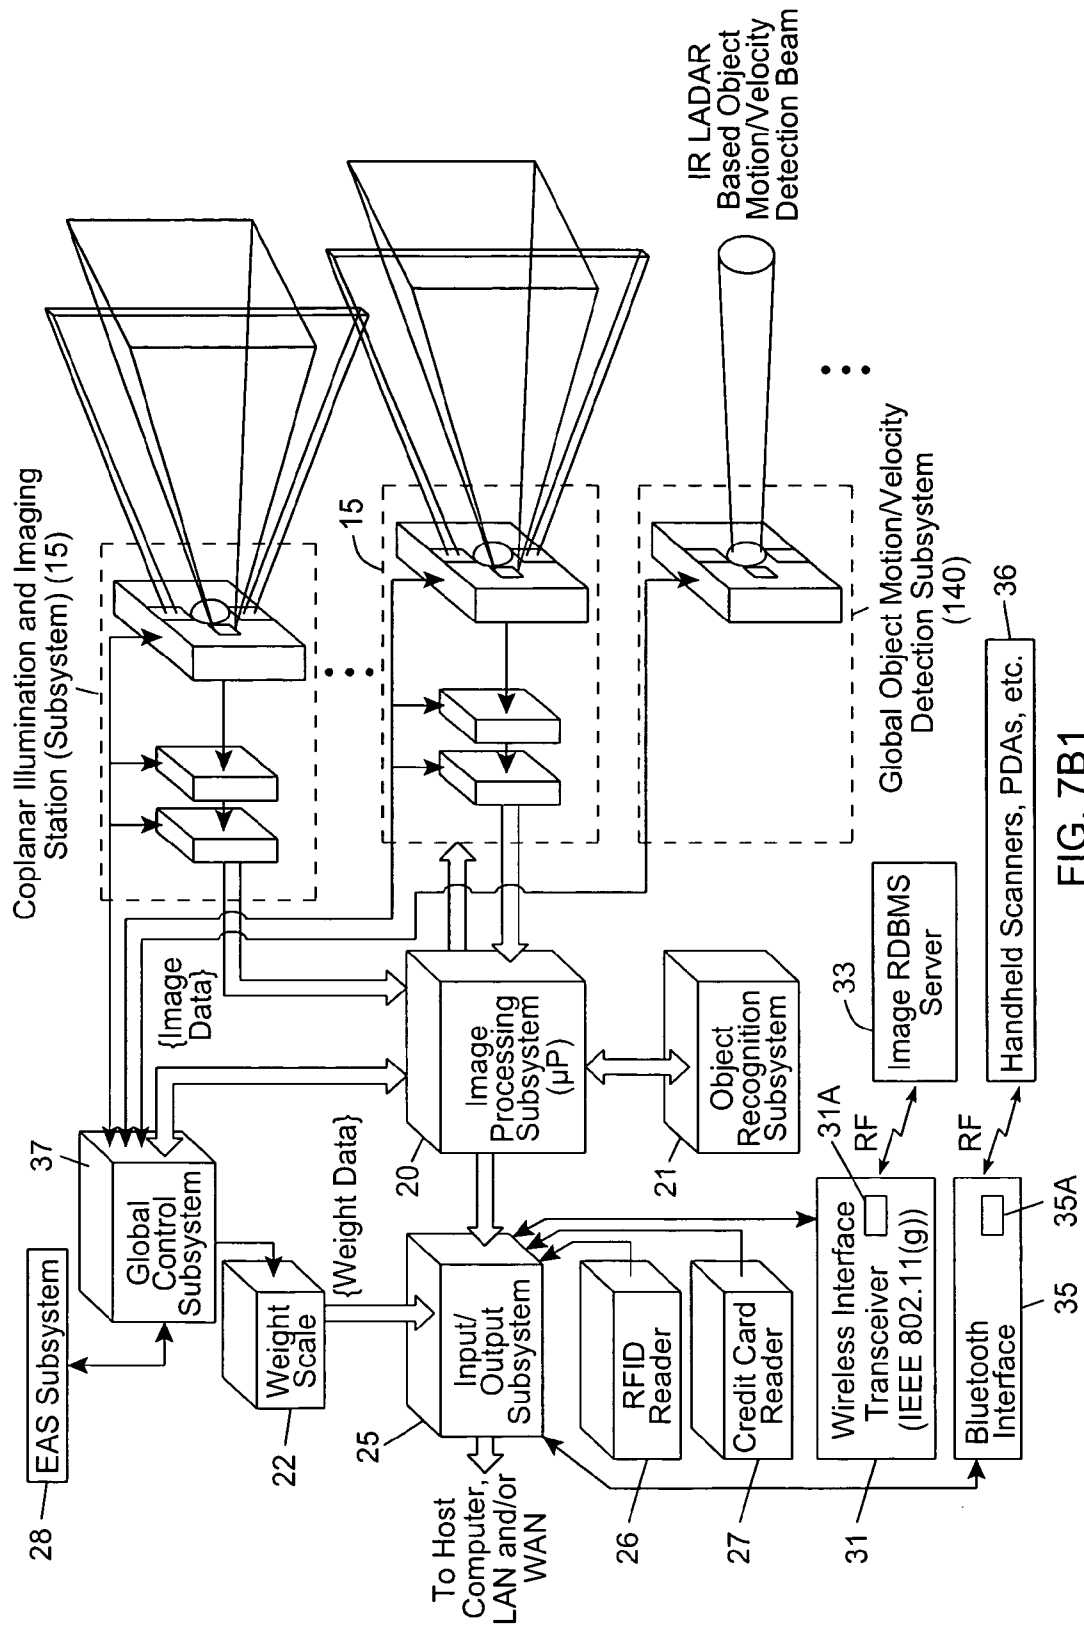 Coplanar Illumination and Imaging
Station (Subsystem) (15)
15
IR LADAR
Based Object
Motion/Velocity
Detection Beam
Global Object Motion/Velocity
Detection Subsystem
(140)
28
EAS Subsystem
37
Global
Control
Subsystem
{Image
Data}
22
Weight
Scale
{Weight Data}
20
Image
Processing
Subsystem
(µP)
25
Input/
Output
Subsystem
To Host
Computer,
LAN and/or
WAN
21
Object
Recognition
Subsystem
26
RFID
Reader
27
Credit Card
Reader
31
Wireless Interface
Transceiver
(IEEE 802.11(g))
31A
RF
33
Image RDBMS
Server
35
Bluetooth
Interface
35A
RF
36
Handheld Scanners, PDAs, etc.
FIG. 7B1